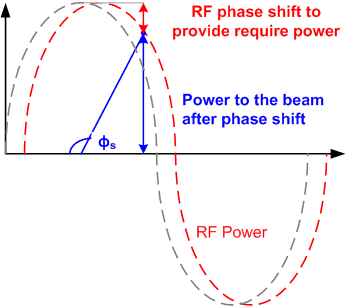 RF phase shift to
provide require power
Power to the beam
after phase shift
ϕs
RF Power